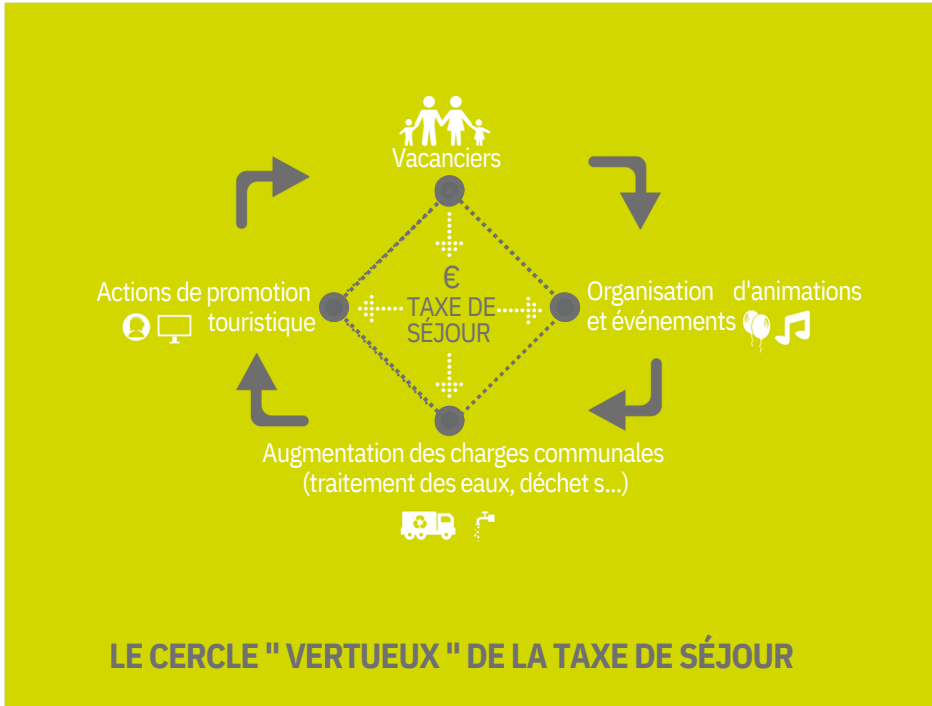 Vacanciers
Actions de promotion
touristique
€
TAXE DE
SÉJOUR
Organisation d'animations
et événements
Augmentation des charges communales
(traitement des eaux, déchet s...)
LE CERCLE " VERTUEUX " DE LA TAXE DE SÉJOUR